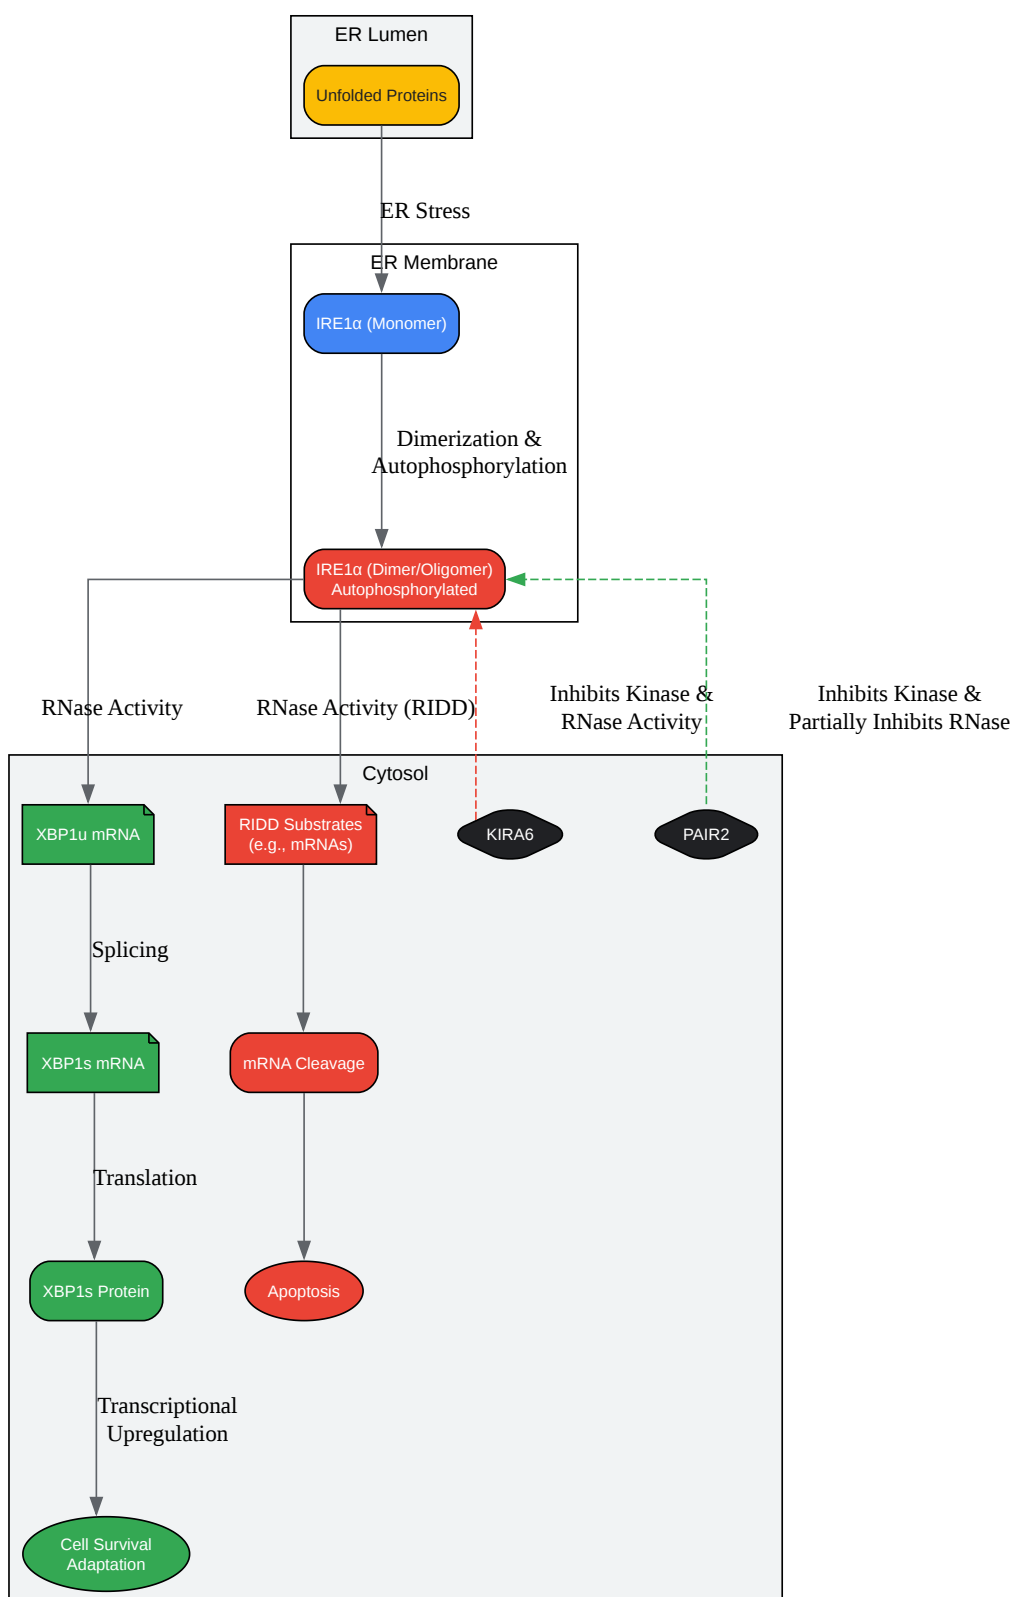 ER Lumen
Unfolded Proteins
ER Stress
ER Membrane
IRE1α (Monomer)
Dimerization &
Autophosphorylation
IRE1α (Dimer/Oligomer)
Autophosphorylated
RNase Activity
RNase Activity (RIDD)
Inhibits Kinase &
RNase Activity
Inhibits Kinase &
Partially Inhibits RNase
Cytosol
XBP1u mRNA
RIDD Substrates
(e.g., mRNAs)
KIRA6
PAIR2
Splicing
XBP1s mRNA
mRNA Cleavage
Translation
XBP1s Protein
Apoptosis
Transcriptional
Upregulation
Cell Survival
Adaptation